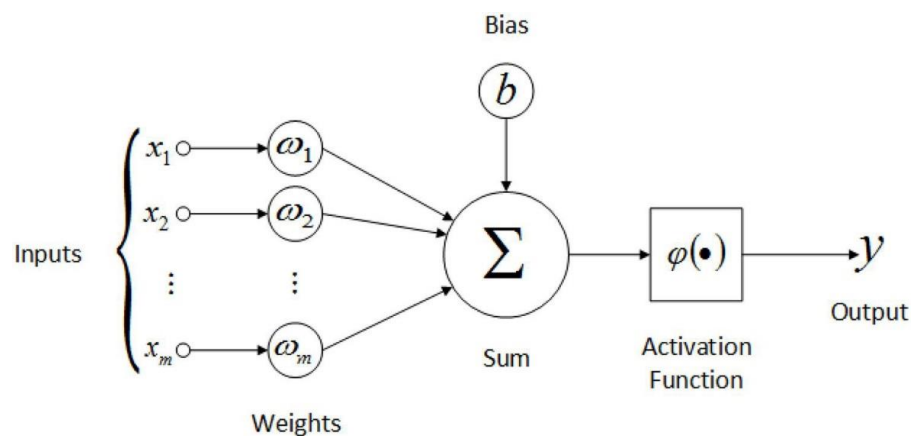 Bias
b
x₁ ω₁
x₂ ω₂
Inputs
⋮ ⋮
Σ
φ(•)
y
Output
xₘ ωₘ
Sum
Activation
Function
Weights